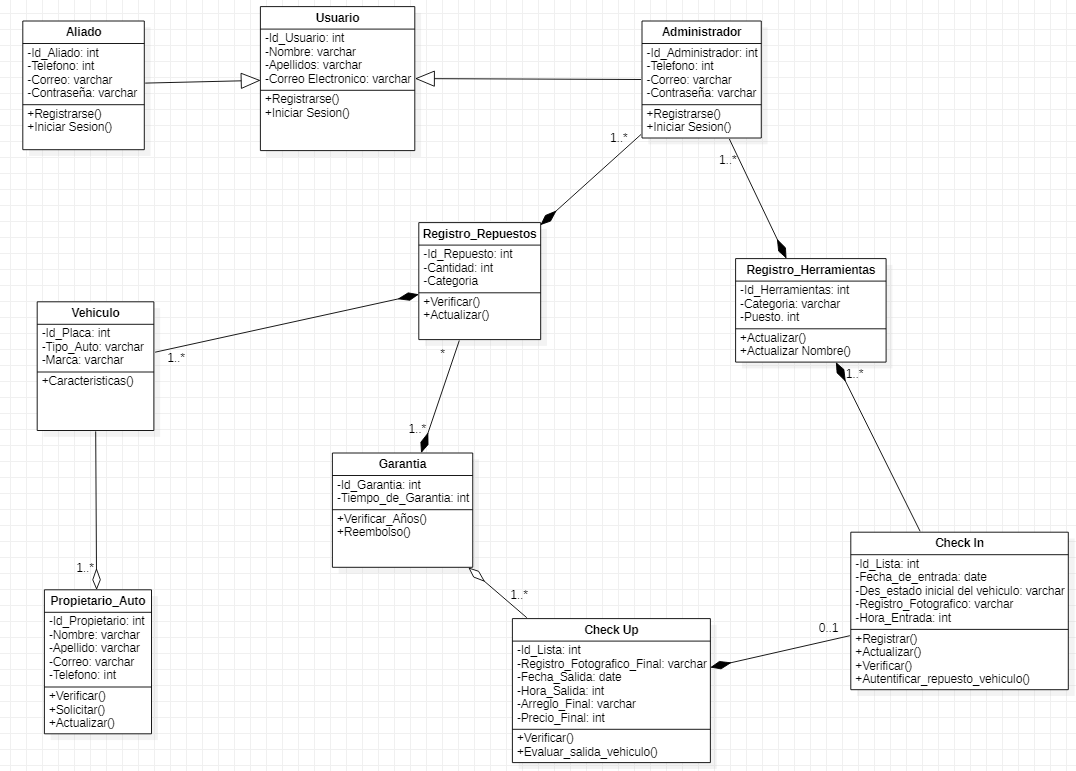 Aliado
-Id_Aliado: int
-Telefono: int
-Correo: varchar
-Contraseña: varchar
+Registrarse()
+Iniciar Sesion()
Usuario
-Id_Usuario: int
-Nombre: varchar
-Apellidos: varchar
-Correo Electronico: varchar
+Registrarse()
+Iniciar Sesion()
Administrador
-Id_Administrador: int
-Telefono: int
-Correo: varchar
-Contraseña: varchar
+Registrarse()
+Iniciar Sesion()
1..*
1..*
Registro_Repuestos
-Id_Repuesto: int
-Cantidad: int
-Categoria
+Verificar()
+Actualizar()
Registro_Herramientas
-Id_Herramientas: int
-Categoria: varchar
-Puesto. int
+Actualizar()
+Actualizar Nombre()
Vehiculo
-Id_Placa: int
-Tipo_Auto: varchar
-Marca: varchar
+Caracteristicas()
1..*
*
1..*
1..*
Garantia
-Id_Garantia: int
-Tiempo_de_Garantia: int
+Verificar_Años()
+Reembolso()
Check In
-Id_Lista: int
-Fecha_de_entrada: date
-Des_estado inicial del vehiculo: varchar
-Registro_Fotografico: varchar
-Hora_Entrada: int
+Registrar()
+Actualizar()
+Verificar()
+Autentificar_repuesto_vehiculo()
1..*
Propietario_Auto
-Id_Propietario: int
-Nombre: varchar
-Apellido: varchar
-Correo: varchar
-Telefono: int
+Verificar()
+Solicitar()
+Actualizar()
1..*
Check Up
-Id_Lista: int
-Registro_Fotografico_Final: varchar
-Fecha_Salida: date
-Hora_Salida: int
-Arreglo_Final: varchar
-Precio_Final: int
+Verificar()
+Evaluar_salida_vehiculo()
0..1